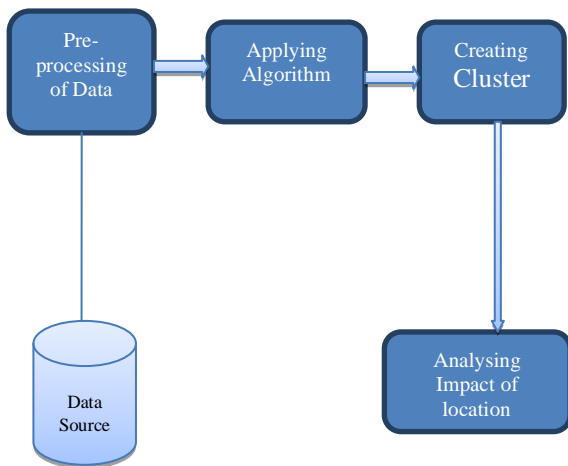 Pre-
processing
of Data
Applying
Algorithm
Creating
Cluster
Data
Source
Analysing
Impact of
location